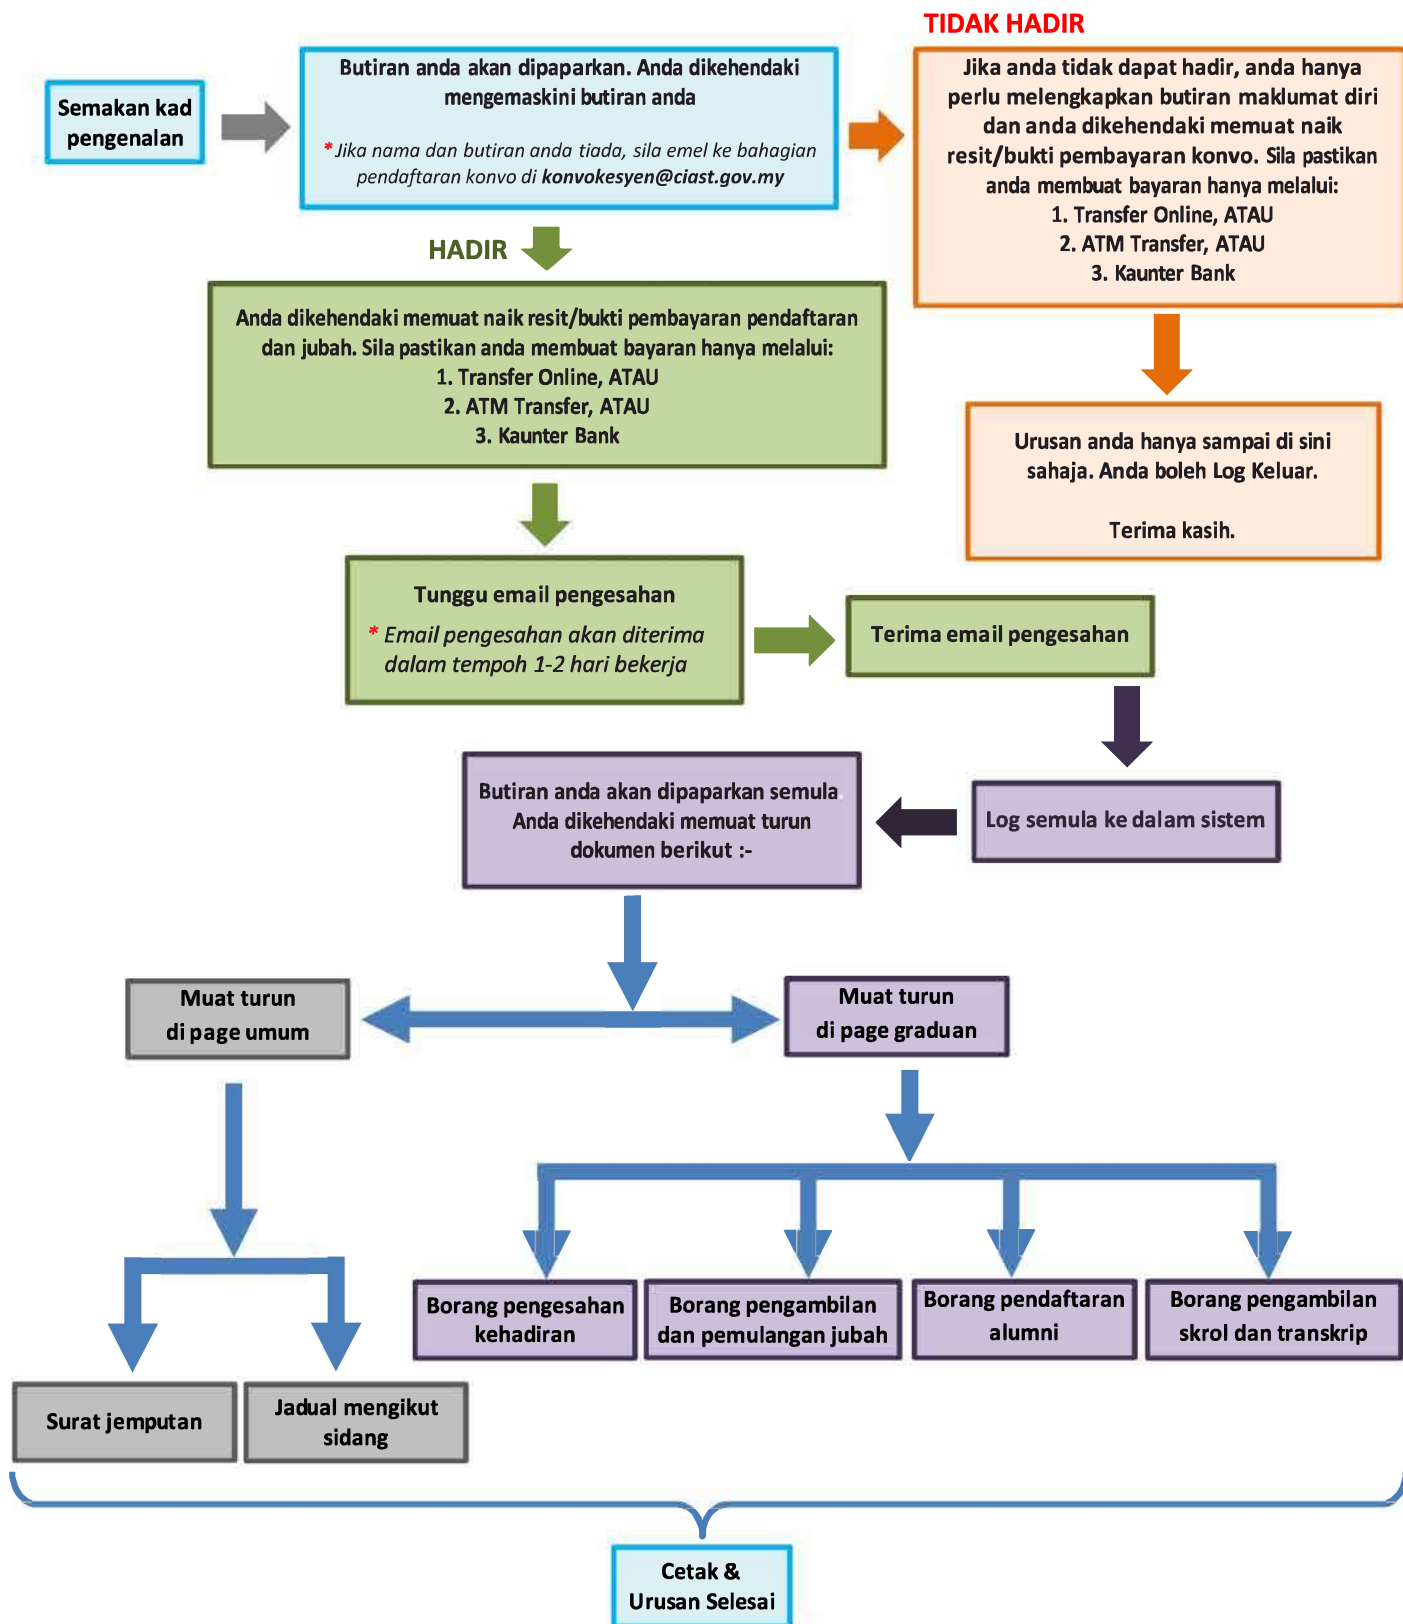 TIDAK HADIR
Semakan kad
pengenalan
Butiran anda akan dipaparkan. Anda dikehendaki
mengemaskini butiran anda
* Jika nama dan butiran anda tiada, sila emel ke bahagian
pendaftaran konvo di konvokesyen@ciast.gov.my
Jika anda tidak dapat hadir, anda hanya
perlu melengkapkan butiran maklumat diri
dan anda dikehendaki memuat naik
resit/bukti pembayaran konvo. Sila pastikan
anda membuat bayaran hanya melalui:
1. Transfer Online, ATAU
2. ATM Transfer, ATAU
3. Kaunter Bank
HADIR
Anda dikehendaki memuat naik resit/bukti pembayaran pendaftaran
dan jubah. Sila pastikan anda membuat bayaran hanya melalui:
1. Transfer Online, ATAU
2. ATM Transfer, ATAU
3. Kaunter Bank
Urusan anda hanya sampai di sini
sahaja. Anda boleh Log Keluar.
Terima kasih.
Tunggu email pengesahan
* Email pengesahan akan diterima
dalam tempoh 1-2 hari bekerja
Terima email pengesahan
Butiran anda akan dipaparkan semula.
Anda dikehendaki memuat turun
dokumen berikut :-
Log semula ke dalam sistem
Muat turun
di page umum
Muat turun
di page graduan
Borang pengesahan
kehadiran
Borang pengambilan
dan pemulangan jubah
Borang pendaftaran
alumni
Borang pengambilan
skrol dan transkrip
Surat jemputan
Jadual mengikut
sidang
Cetak &
Urusan Selesai